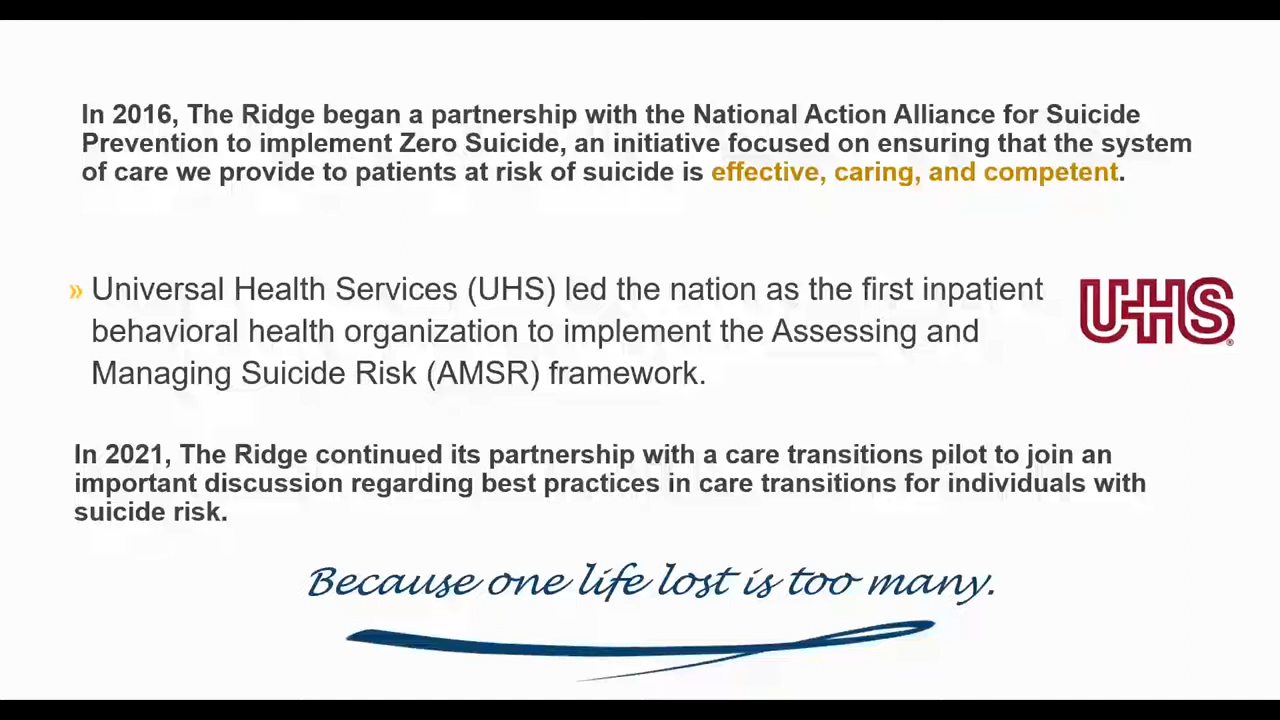 In 2016, The Ridge began a partnership with the National Action Alliance for Suicide
Prevention to implement Zero Suicide, an initiative focused on ensuring that the system
of care we provide to patients at risk of suicide is effective, caring, and competent.
» Universal Health Services (UHS) led the nation as the first inpatient
behavioral health organization to implement the Assessing and
Managing Suicide Risk (AMSR) framework.
UHS®
In 2021, The Ridge continued its partnership with a care transitions pilot to join an
important discussion regarding best practices in care transitions for individuals with
suicide risk.
Because one life lost is too many.